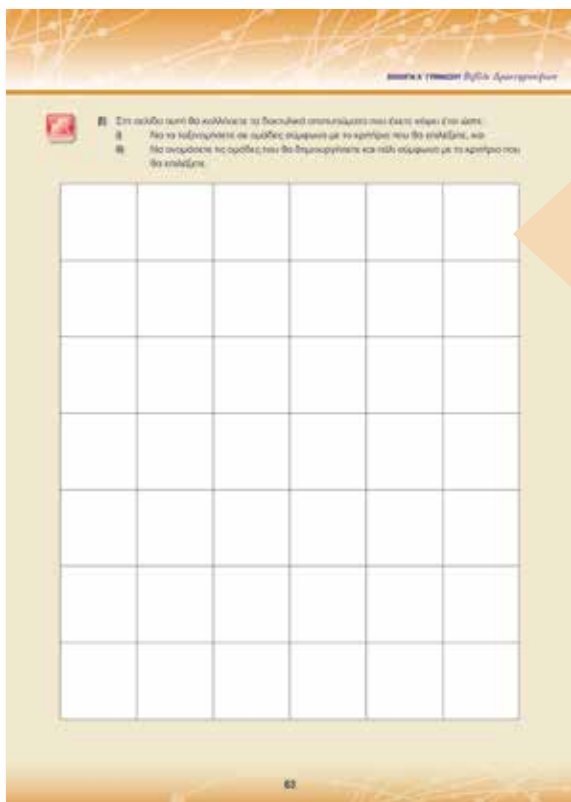 ΒΙΟΛΟΓΙΑ Α' ΓΥΜΝΑΣΙΟΥ Βιβλίο Δραστηριοτήτων
β) Στη σελίδα αυτή θα κολλήσετε τα δακτυλικά αποτυπώματα που έχετε κόψει έτσι ώστε:
i) Να τα ταξινομήσετε σε ομάδες σύμφωνα με το κριτήριο που θα επιλέξετε, και
ii) Να ονομάσετε τις ομάδες που θα δημιουργήσετε και πάλι σύμφωνα με το κριτήριο που
θα επιλέξετε.
63